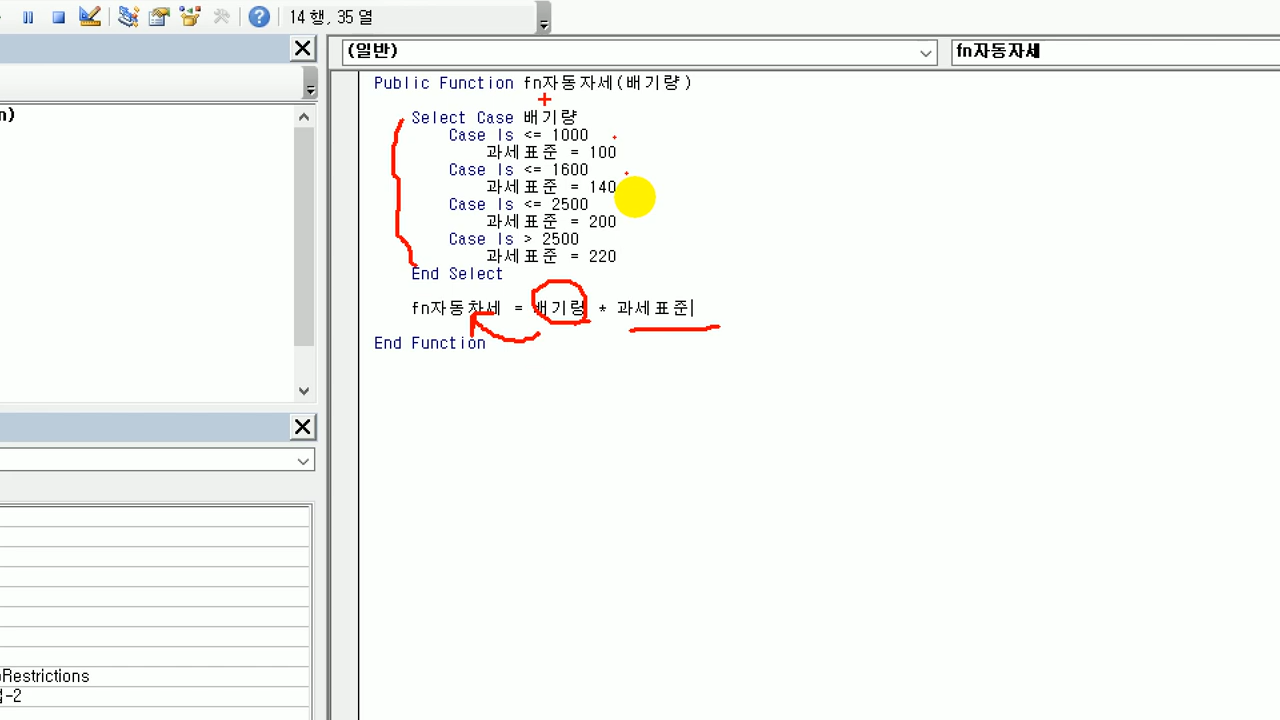 14 행, 35 열
(일반)
fn자동자세
n)
Public Function fn자동자세(배기량)
Select Case 배기량
Case Is <= 1000
과세표준 = 100
Case Is <= 1600
과세표준 = 140
Case Is <= 2500
과세표준 = 200
Case Is > 2500
과세표준 = 220
End Select
fn자동차세 = 배기량 * 과세표준
End Function
Restrictions
-2